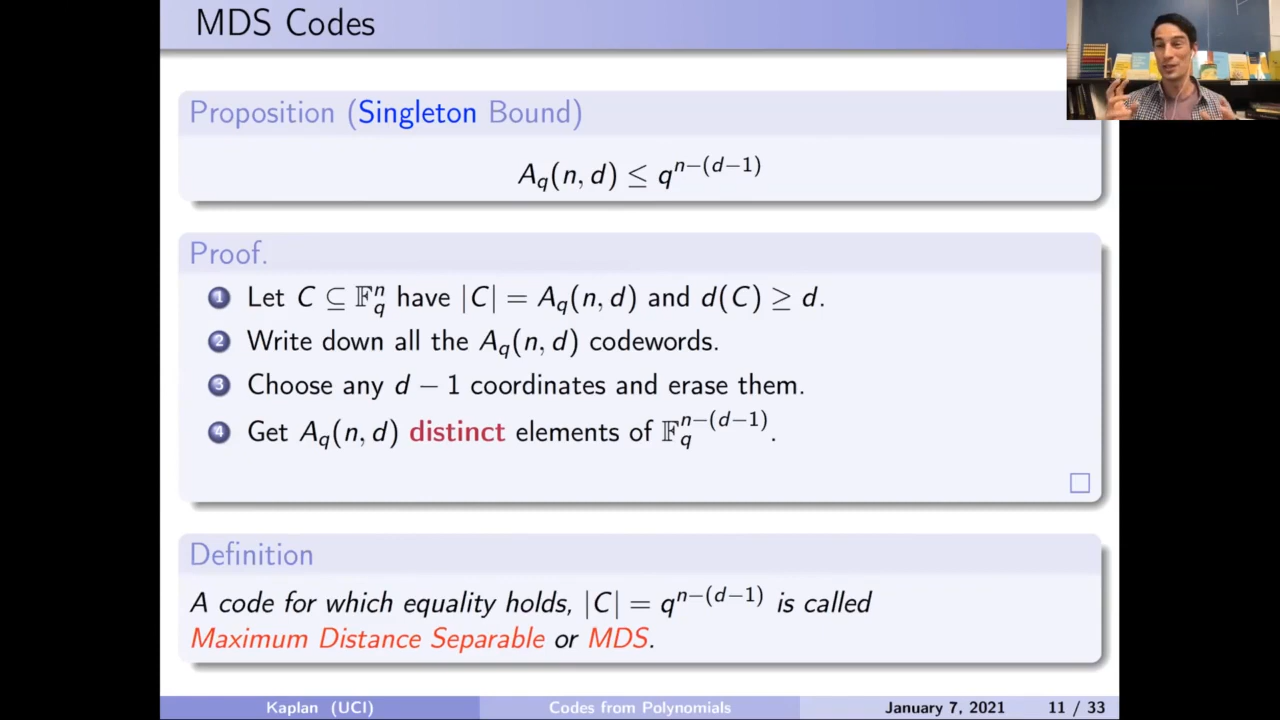 MDS Codes
Proposition (Singleton Bound)
A_q(n, d) ≤ q^{n−(d−1)}
Proof.
1 Let C ⊆ 𝔽_q^n have |C| = A_q(n, d) and d(C) ≥ d.
2 Write down all the A_q(n, d) codewords.
3 Choose any d − 1 coordinates and erase them.
4 Get A_q(n, d) distinct elements of 𝔽_q^{n−(d−1)}.
□
Definition
A code for which equality holds, |C| = q^{n−(d−1)} is called
Maximum Distance Separable or MDS.
Kaplan (UCI) Codes from Polynomials January 7, 2021 11 / 33